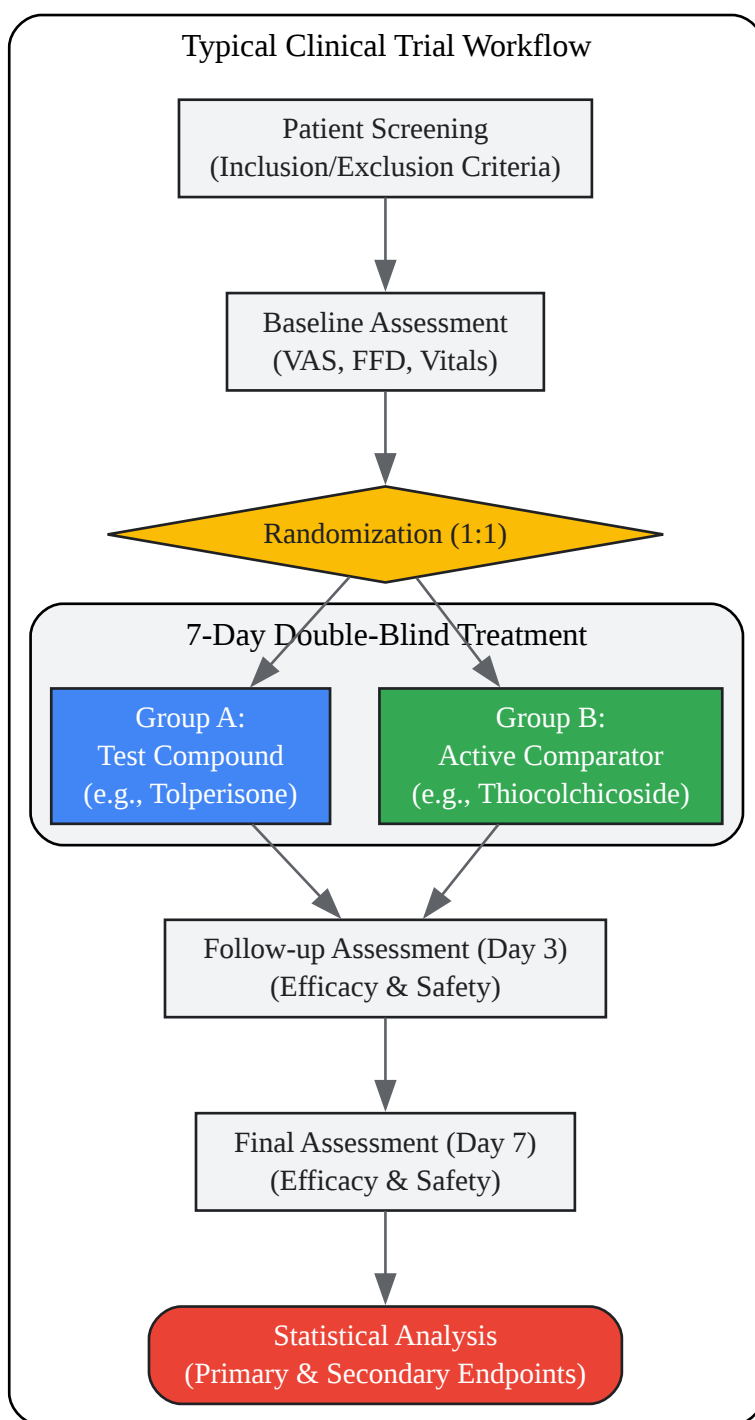 Typical Clinical Trial Workflow
Patient Screening
(Inclusion/Exclusion Criteria)
Baseline Assessment
(VAS, FFD, Vitals)
Randomization (1:1)
7-Day Double-Blind Treatment
Group A:
Test Compound
(e.g., Tolperisone)
Group B:
Active Comparator
(e.g., Thiocolchicoside)
Follow-up Assessment (Day 3)
(Efficacy & Safety)
Final Assessment (Day 7)
(Efficacy & Safety)
Statistical Analysis
(Primary & Secondary Endpoints)